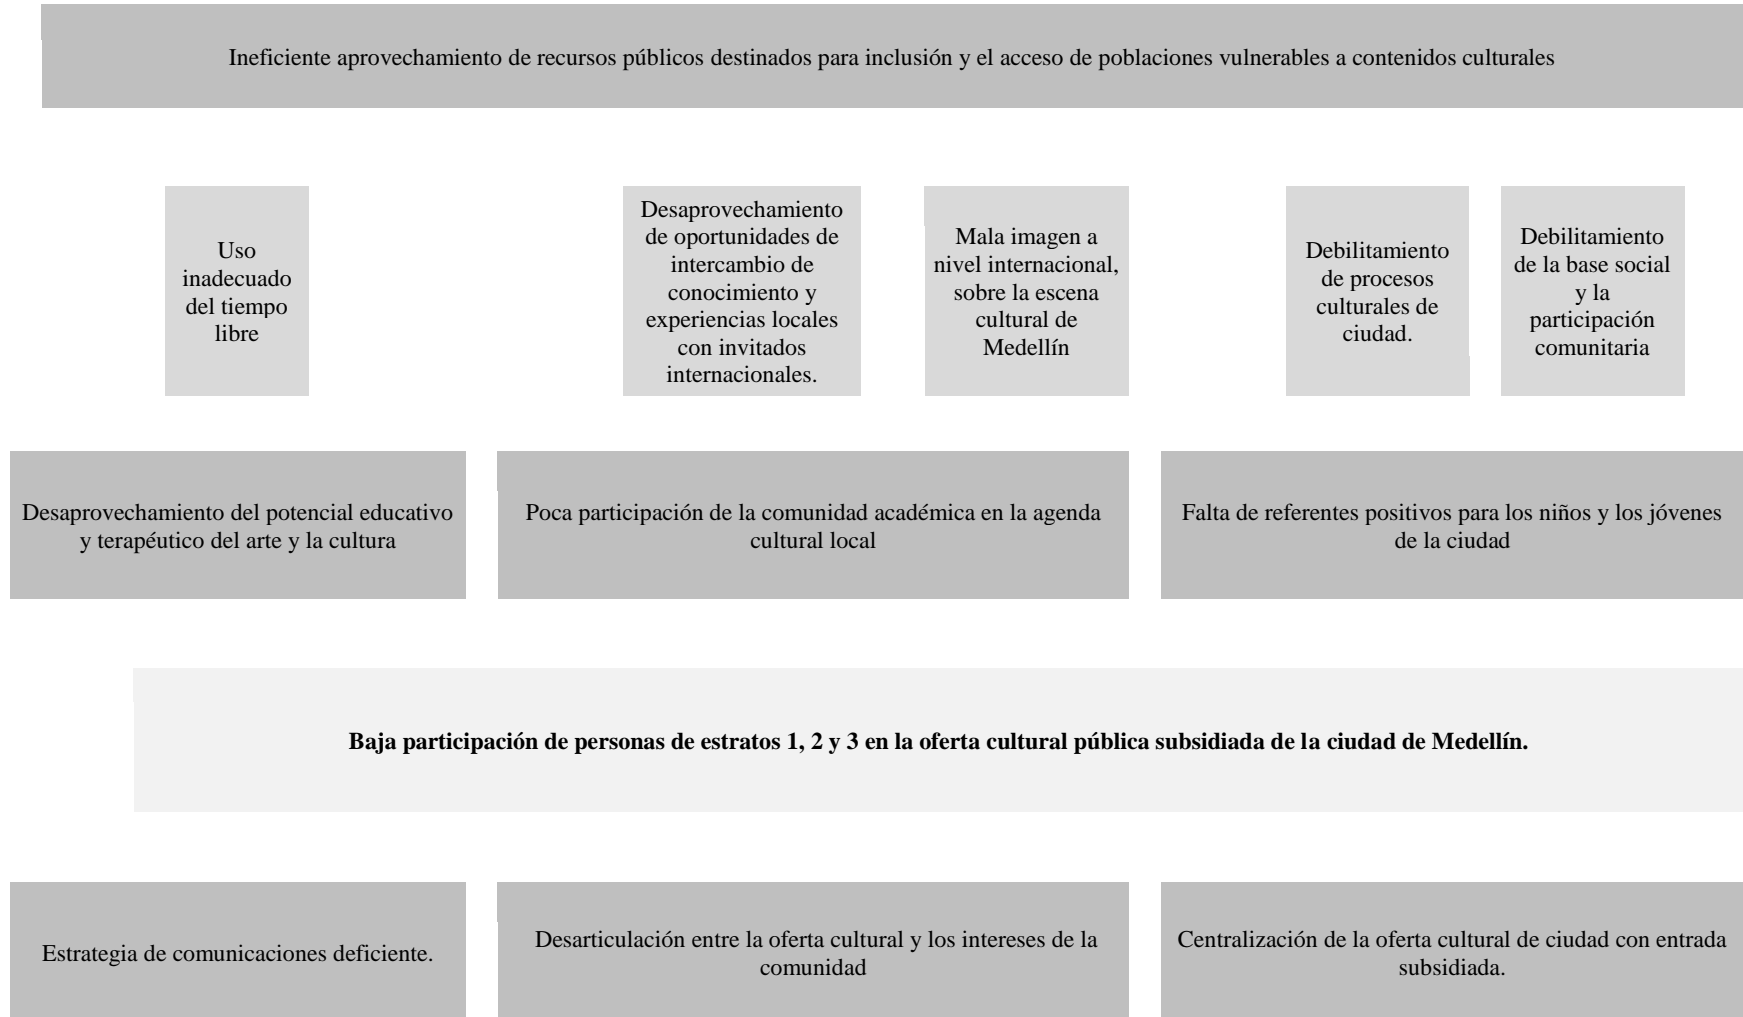 Ineficiente aprovechamiento de recursos públicos destinados para inclusión y el acceso de poblaciones vulnerables a contenidos culturales
Uso
inadecuado
del tiempo
libre
Desaprovechamiento
de oportunidades de
intercambio de
conocimiento y
experiencias locales
con invitados
internacionales.
Mala imagen a
nivel internacional,
sobre la escena
cultural de
Medellín
Debilitamiento
de procesos
culturales de
ciudad.
Debilitamiento
de la base social
y la
participación
comunitaria
Desaprovechamiento del potencial educativo
y terapéutico del arte y la cultura
Poca participación de la comunidad académica en la agenda
cultural local
Falta de referentes positivos para los niños y los jóvenes
de la ciudad
Baja participación de personas de estratos 1, 2 y 3 en la oferta cultural pública subsidiada de la ciudad de Medellín.
Estrategia de comunicaciones deficiente.
Desarticulación entre la oferta cultural y los intereses de la
comunidad
Centralización de la oferta cultural de ciudad con entrada
subsidiada.